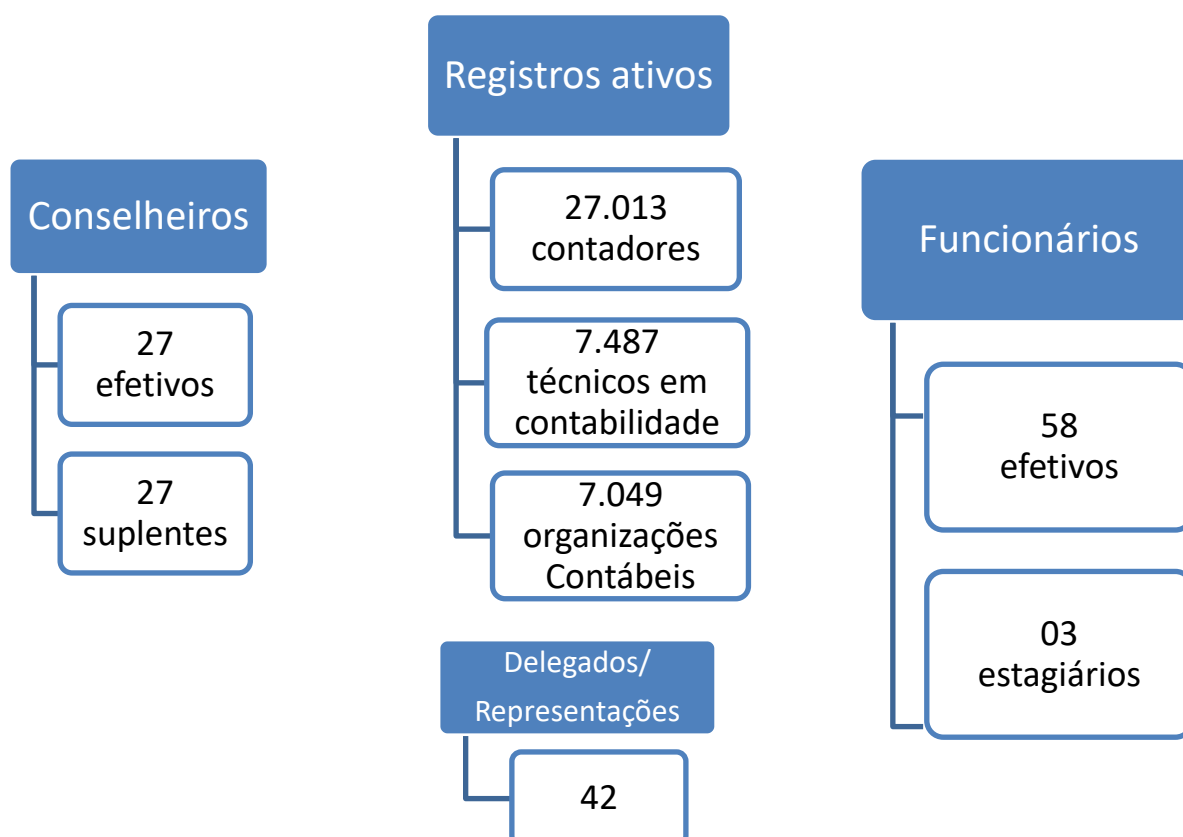 Conselheiros
27
efetivos
27
suplentes
Registros ativos
27.013
contadores
7.487
técnicos em
contabilidade
7.049
organizações
Contábeis
Delegados/
Representações
42
Funcionários
58
efetivos
03
estagiários